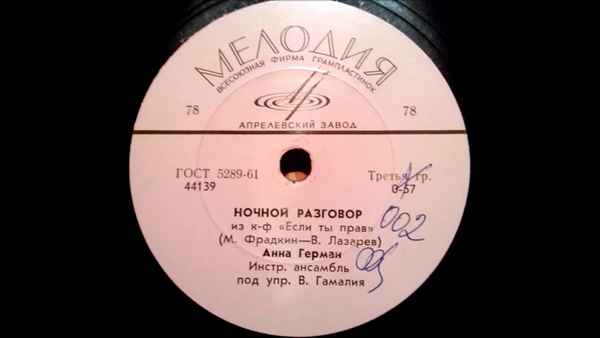 МЕЛОДИЯ
ВСЕСОЮЗНАЯ ФИРМА ГРАМПЛАСТИНОК
78 78
АПРЕЛЕВСКИЙ ЗАВОД
ГОСТ 5289-61 Третья гр.
44139 0-57
002
НОЧНОЙ РАЗГОВОР
из к-ф «Если ты прав»
(М. Фрадкин—В. Лазарев)
Анна Герман
Инстр. ансамбль
под упр. В. Гамалия